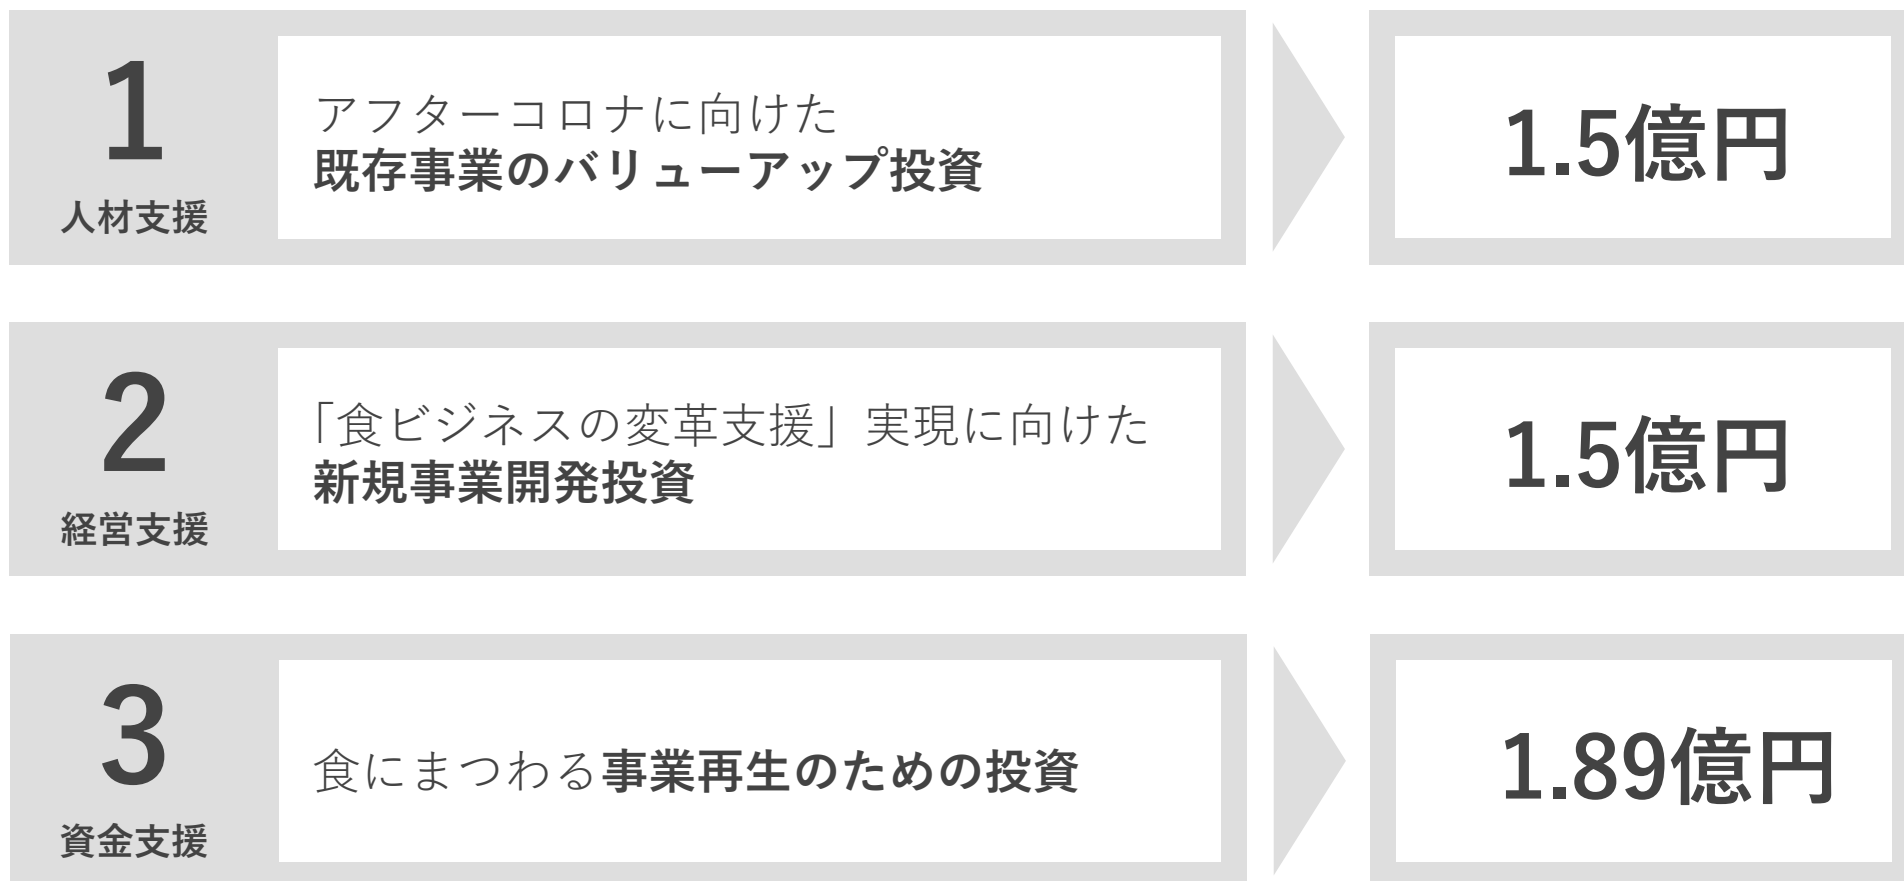 1
人材支援
アフターコロナに向けた
既存事業のバリューアップ投資
1.5億円
2
経営支援
「食ビジネスの変革支援」実現に向けた
新規事業開発投資
1.5億円
3
資金支援
食にまつわる事業再生のための投資
1.89億円